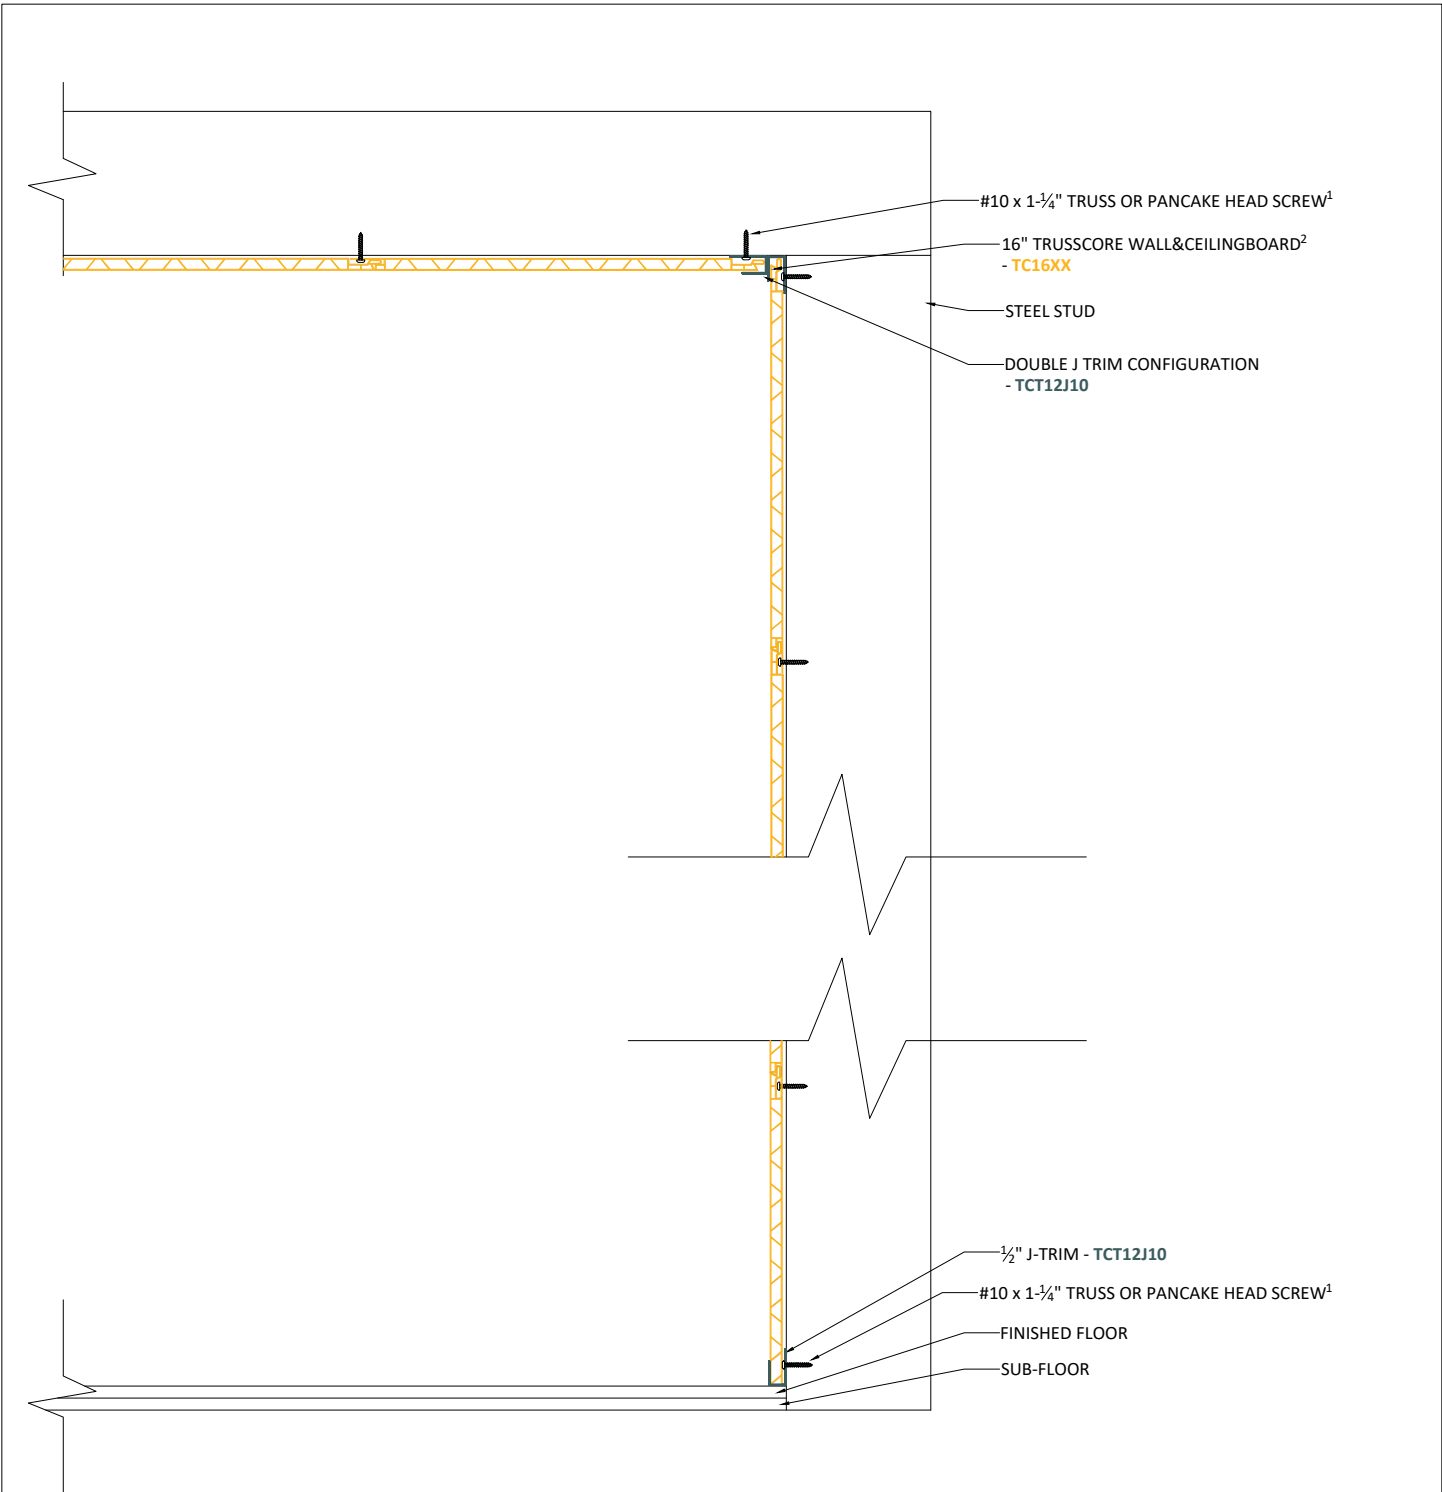 #10 x 1-¼" TRUSS OR PANCAKE HEAD SCREW¹
16" TRUSSCORE WALL&CEILINGBOARD²
- TC16XX
STEEL STUD
DOUBLE J TRIM CONFIGURATION
- TCT12J10
½" J-TRIM - TCT12J10
#10 x 1-¼" TRUSS OR PANCAKE HEAD SCREW¹
FINISHED FLOOR
SUB-FLOOR